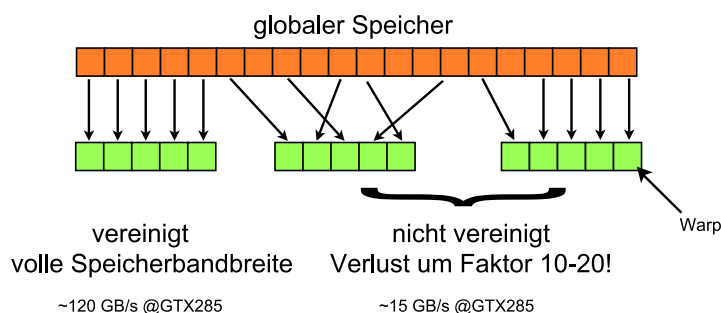 globaler Speicher
Warp
vereinigt
volle Speicherbandbreite
~120 GB/s @GTX285
nicht vereinigt
Verlust um Faktor 10-20!
~15 GB/s @GTX285